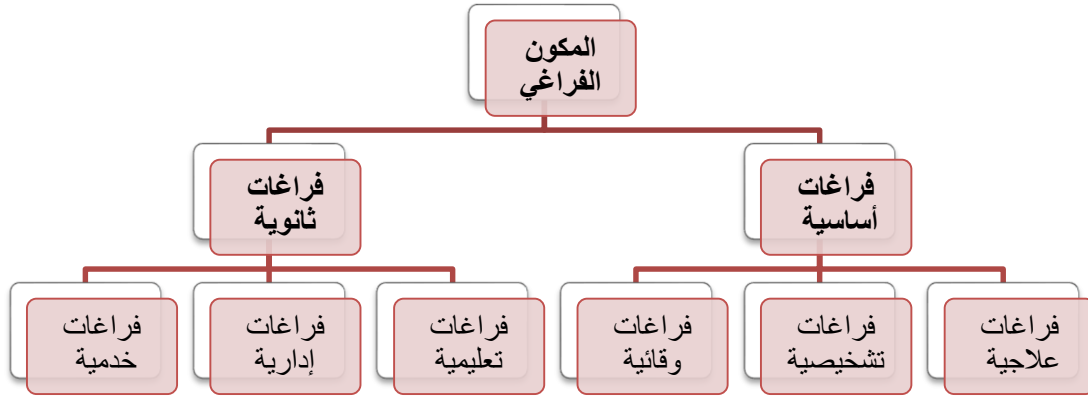 المكون
الفراغي
فراغات
أساسية
فراغات
ثانوية
فراغات
علاجية
فراغات
تشخيصية
فراغات
وقائية
فراغات
تعليمية
فراغات
إدارية
فراغات
خدمية